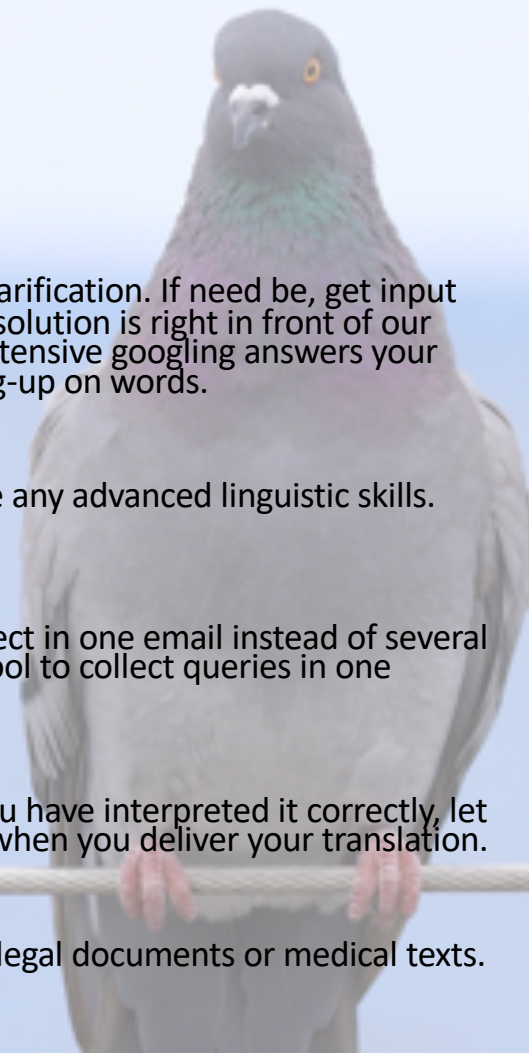 arification. If need be, get input
solution is right in front of our
tensive googling answers your
g-up on words.
e any advanced linguistic skills.
ect in one email instead of several
ool to collect queries in one
u have interpreted it correctly, let
when you deliver your translation.
legal documents or medical texts.